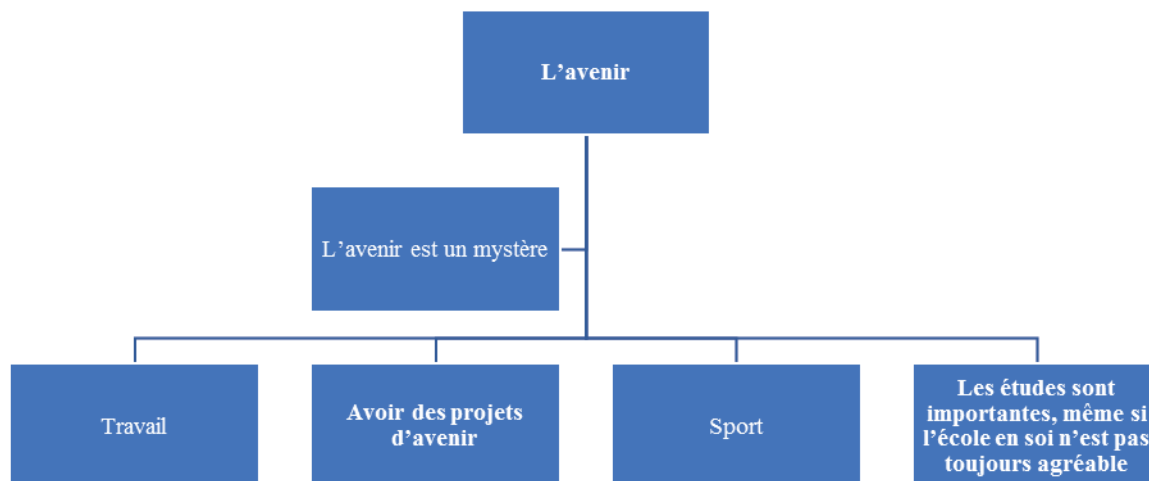 L’avenir
L’avenir est un mystère
Travail
Avoir des projets
d’avenir
Sport
Les études sont
importantes, même si
l’école en soi n’est pas
toujours agréable